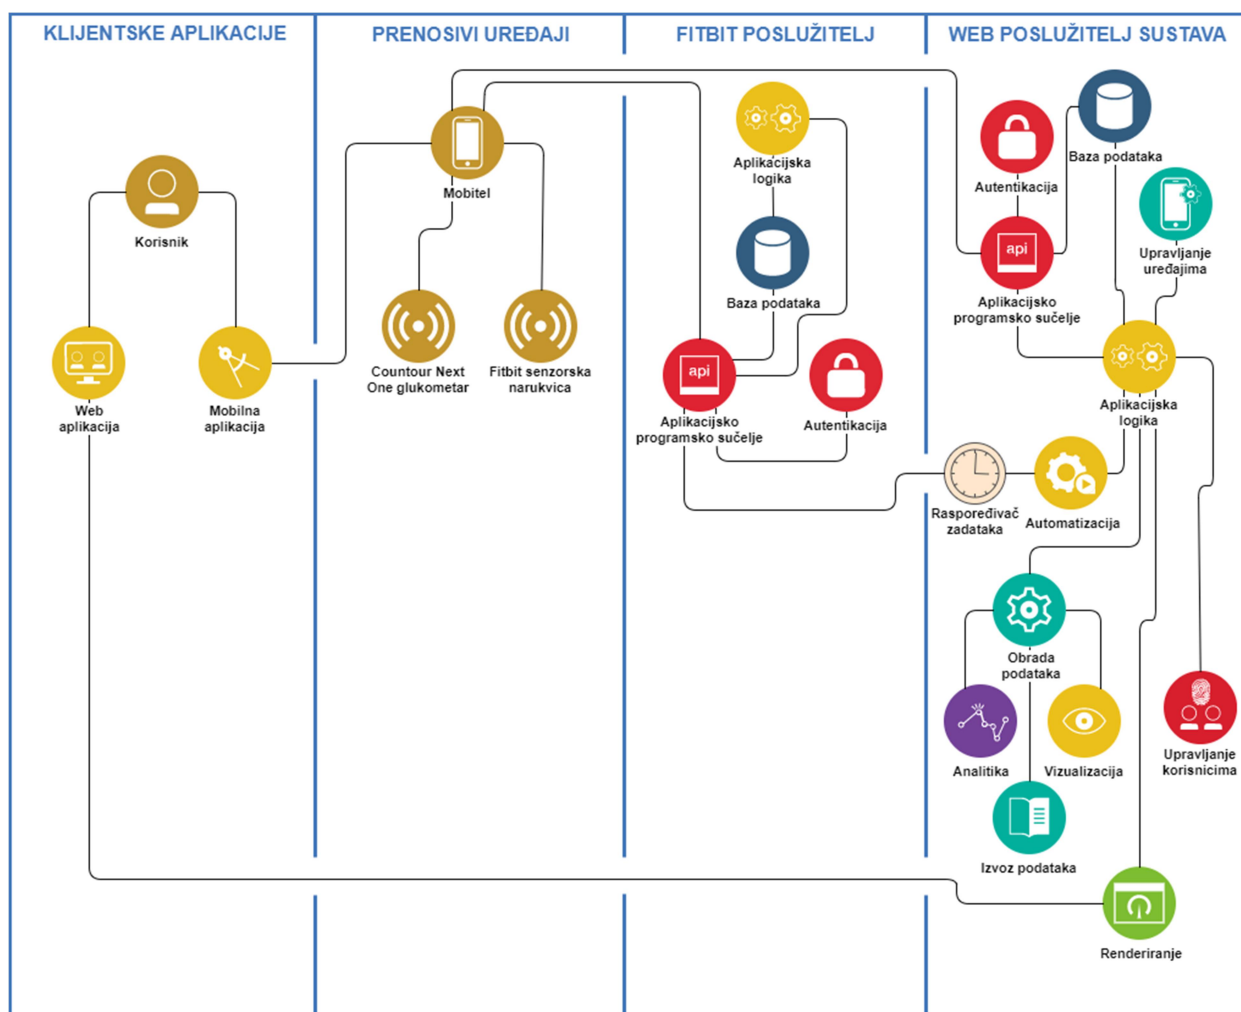 KLIJENTSKE APLIKACIJE
PRENOSIVI UREĐAJI
FITBIT POSLUŽITELJ
WEB POSLUŽITELJ SUSTAVA
Korisnik
Web
aplikacija
Mobilna
aplikacija
Mobitel
Countour Next
One glukometar
Fitbit senzorska
narukvica
Aplikacijska
logika
Baza podataka
api
Aplikacijsko
programsko sučelje
Autentikacija
Baza podataka
Autentikacija
Upravljanje
uređajima
api
Aplikacijsko
programsko sučelje
Aplikacijska
logika
Raspoređivač
zadataka
Automatizacija
Obrada
podataka
Analitika
Vizualizacija
Upravljanje
korisnicima
Izvoz podataka
Renderiranje